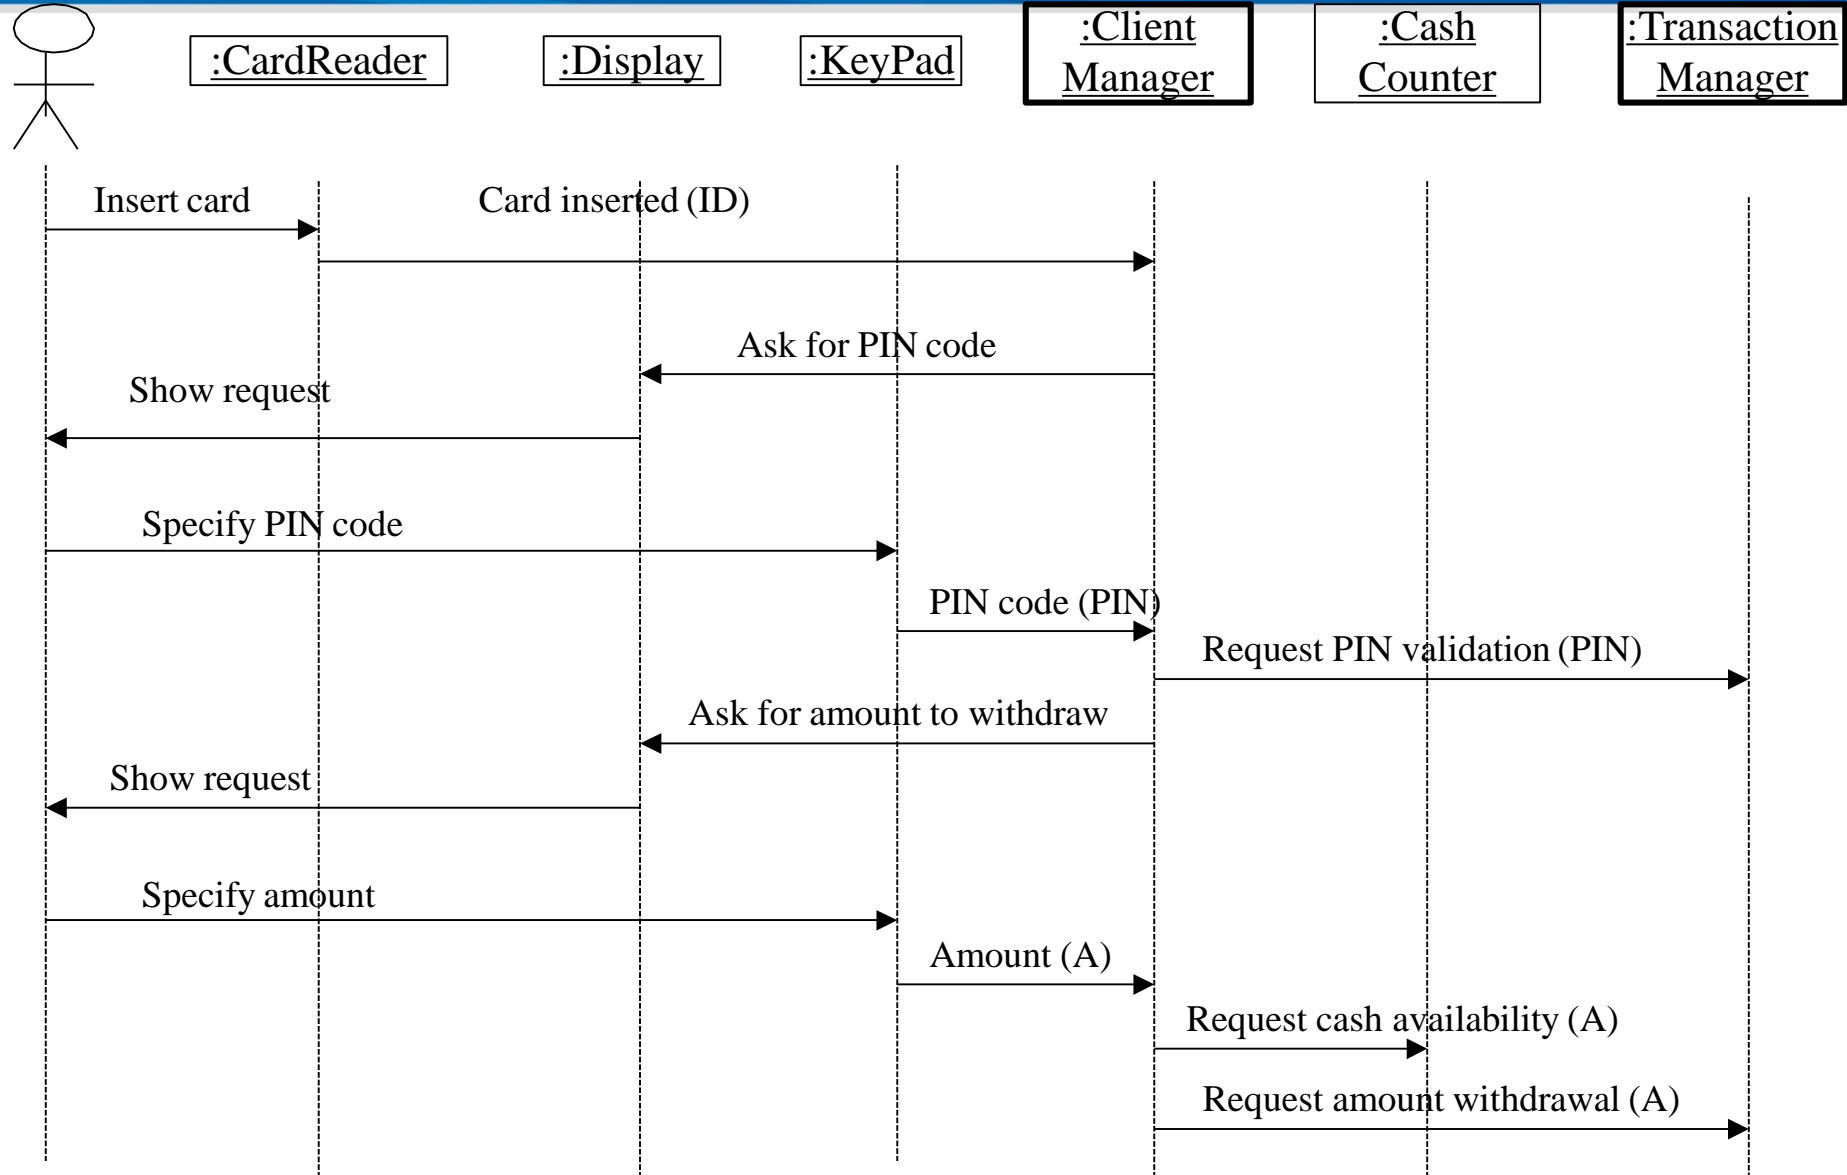 :CardReader
:Display
:KeyPad
:Client
Manager
:Cash
Counter
:Transaction
Manager
Insert card
Card inserted (ID)
Ask for PIN code
Show request
Specify PIN code
PIN code (PIN)
Request PIN validation (PIN)
Ask for amount to withdraw
Show request
Specify amount
Amount (A)
Request cash availability (A)
Request amount withdrawal (A)